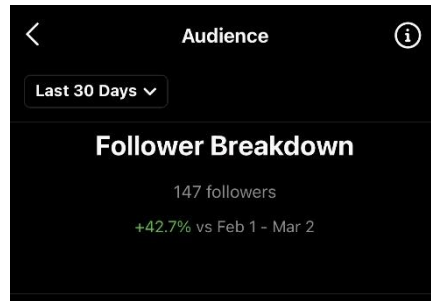 Audience
Last 30 Days
Follower Breakdown
147 followers
+42.7% vs Feb 1 - Mar 2